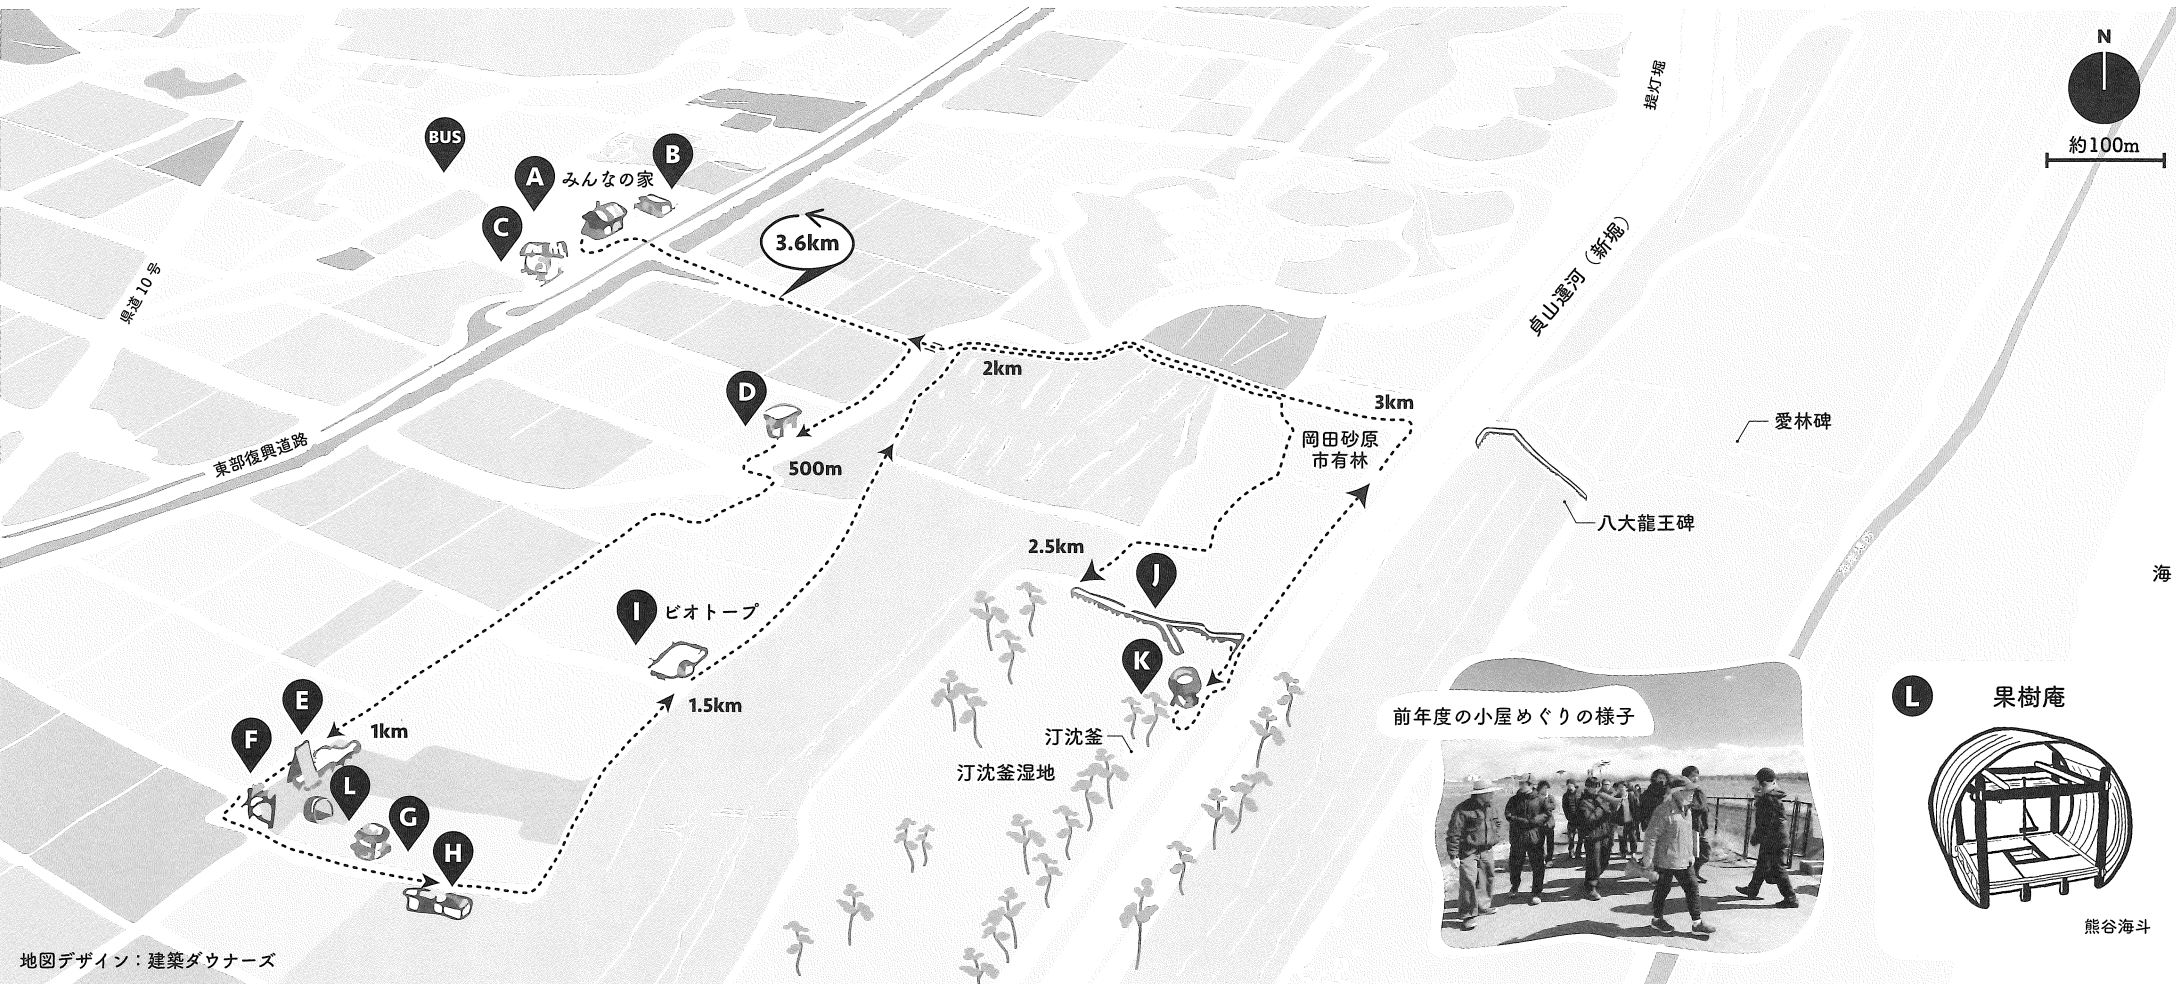 N
約100m
提灯堀
BUS
A
みんなの家
B
C
3.6km
貞山運河（新堀）
県道10号
2km
D
3km
岡田砂原
市有林
愛林碑
東部復興道路
500m
八大龍王碑
2.5km
J
海
I
ビオトープ
K
E
1km
1.5km
F
L
G
H
汀沈釜
汀沈釜湿地
前年度の小屋めぐりの様子
L
果樹庵
熊谷海斗
地図デザイン：建築ダウナーズ